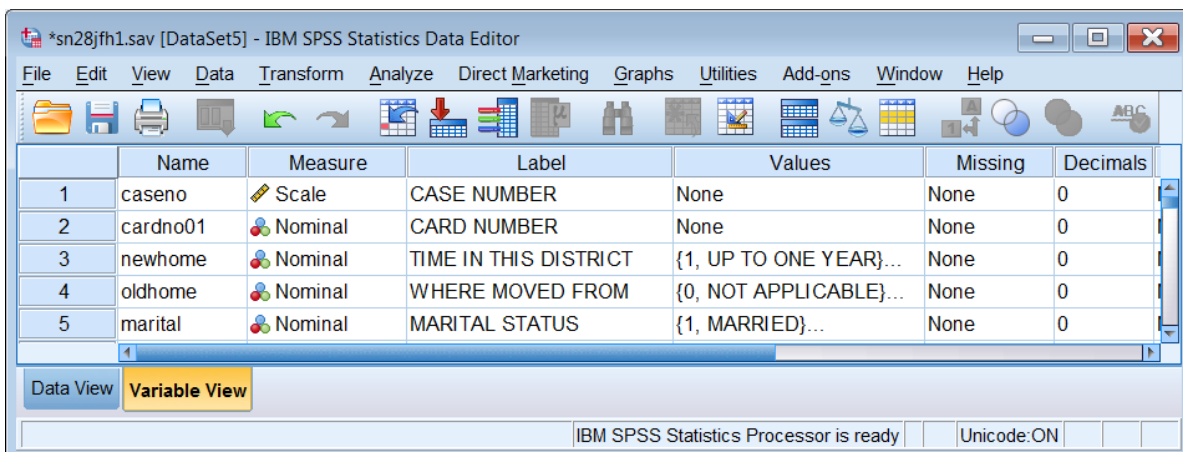 *sn28jfh1.sav [DataSet5] - IBM SPSS Statistics Data Editor
File Edit View Data Transform Analyze Direct Marketing Graphs Utilities Add-ons Window Help
Name Measure Label Values Missing Decimals
1 caseno Scale CASE NUMBER None None 0
2 cardno01 Nominal CARD NUMBER None None 0
3 newhome Nominal TIME IN THIS DISTRICT {1, UP TO ONE YEAR}... None 0
4 oldhome Nominal WHERE MOVED FROM {0, NOT APPLICABLE}... None 0
5 marital Nominal MARITAL STATUS {1, MARRIED}... None 0
Data View Variable View
IBM SPSS Statistics Processor is ready Unicode:ON